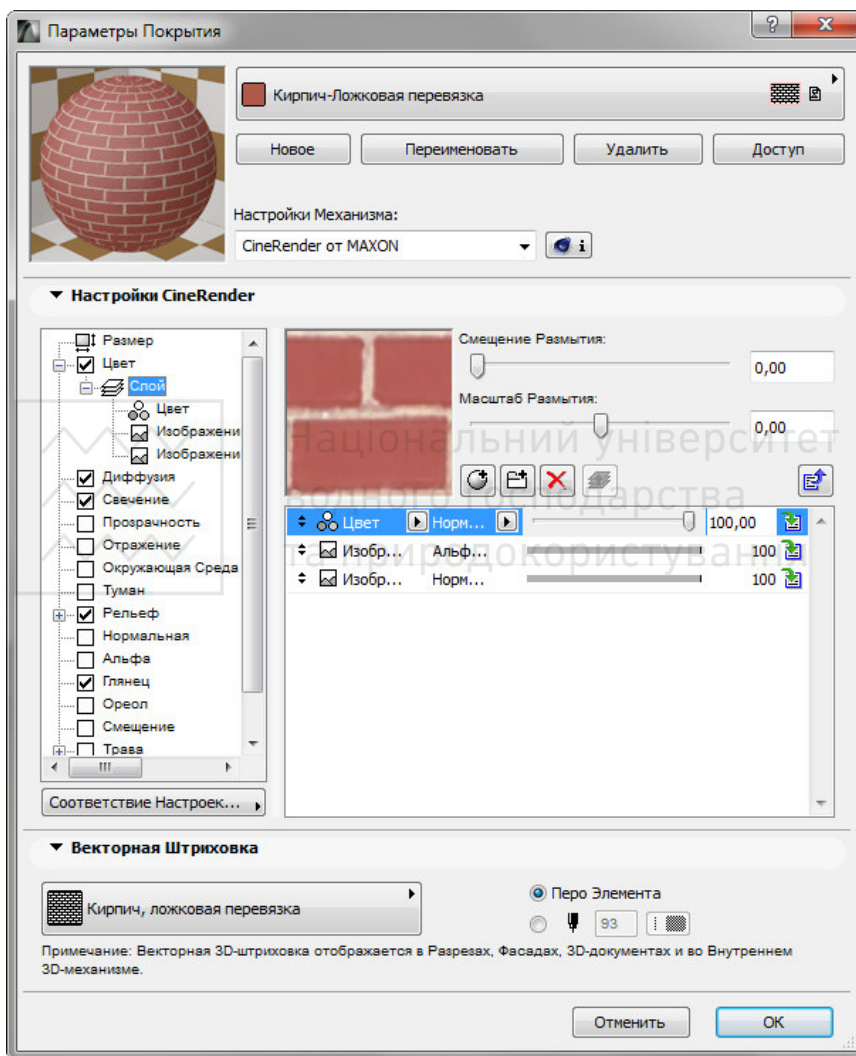 Параметры Покрытия
Кирпич-Ложковая перевязка
Новое
Переименовать
Удалить
Доступ
Настройки Механизма:
CineRender от MAXON
i
Настройки CineRender
Размер
Цвет
Слой
Цвет
Изображени
Изображени
Диффузия
Свечение
Прозрачность
Отражение
Окружающая Среда
Туман
Рельеф
Нормальная
Альфа
Глянец
Ореол
Смещение
Трава
Соответствие Настроек...
Смещение Размытия:
0,00
Масштаб Размытия:
0,00
Національний університет
водного господарства
та природокористування
Цвет Норм... 100,00
Изобр... Альф... 100
Изобр... Норм... 100
Векторная Штриховка
Кирпич, ложковая перевязка
Перо Элемента
93
Примечание: Векторная 3D-штриховка отображается в Разрезах, Фасадах, 3D-документах и во Внутреннем
3D-механизме.
Отменить
OK